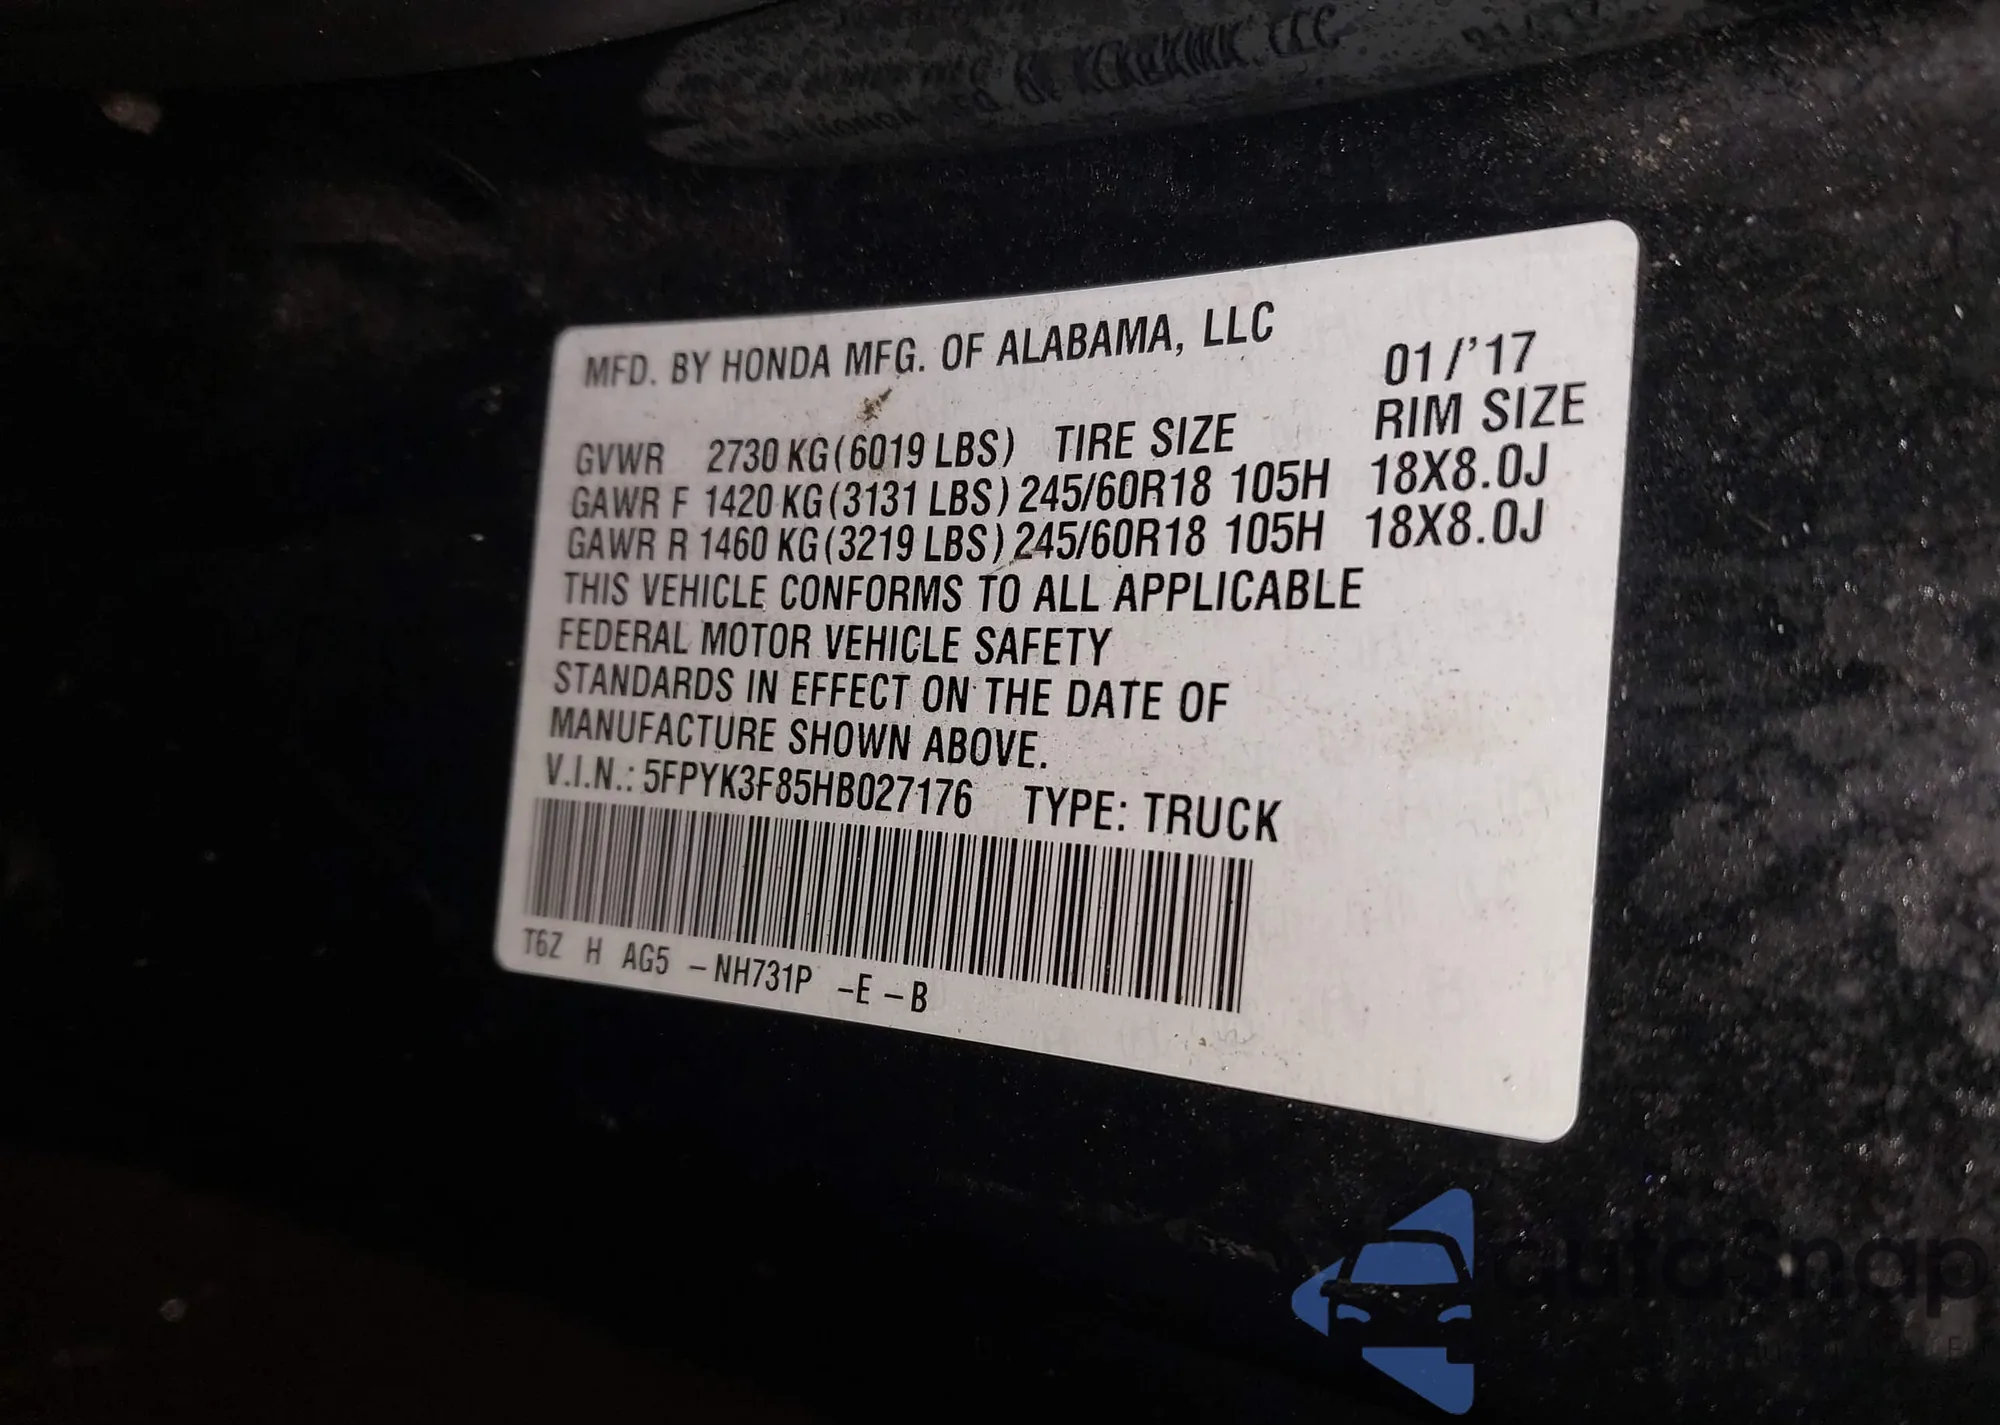 MFD. BY HONDA MFG. OF ALABAMA, LLC 01/'17
GVWR 2730 KG(6019 LBS) TIRE SIZE RIM SIZE
GAWR F 1420 KG(3131 LBS) 245/60R18 105H 18X8.0J
GAWR R 1460 KG(3219 LBS) 245/60R18 105H 18X8.0J
THIS VEHICLE CONFORMS TO ALL APPLICABLE
FEDERAL MOTOR VEHICLE SAFETY
STANDARDS IN EFFECT ON THE DATE OF
MANUFACTURE SHOWN ABOVE.
V.I.N.: 5FPYK3F85HB027176 TYPE: TRUCK
T6Z H AG5 -NH731P -E-B
autosnap